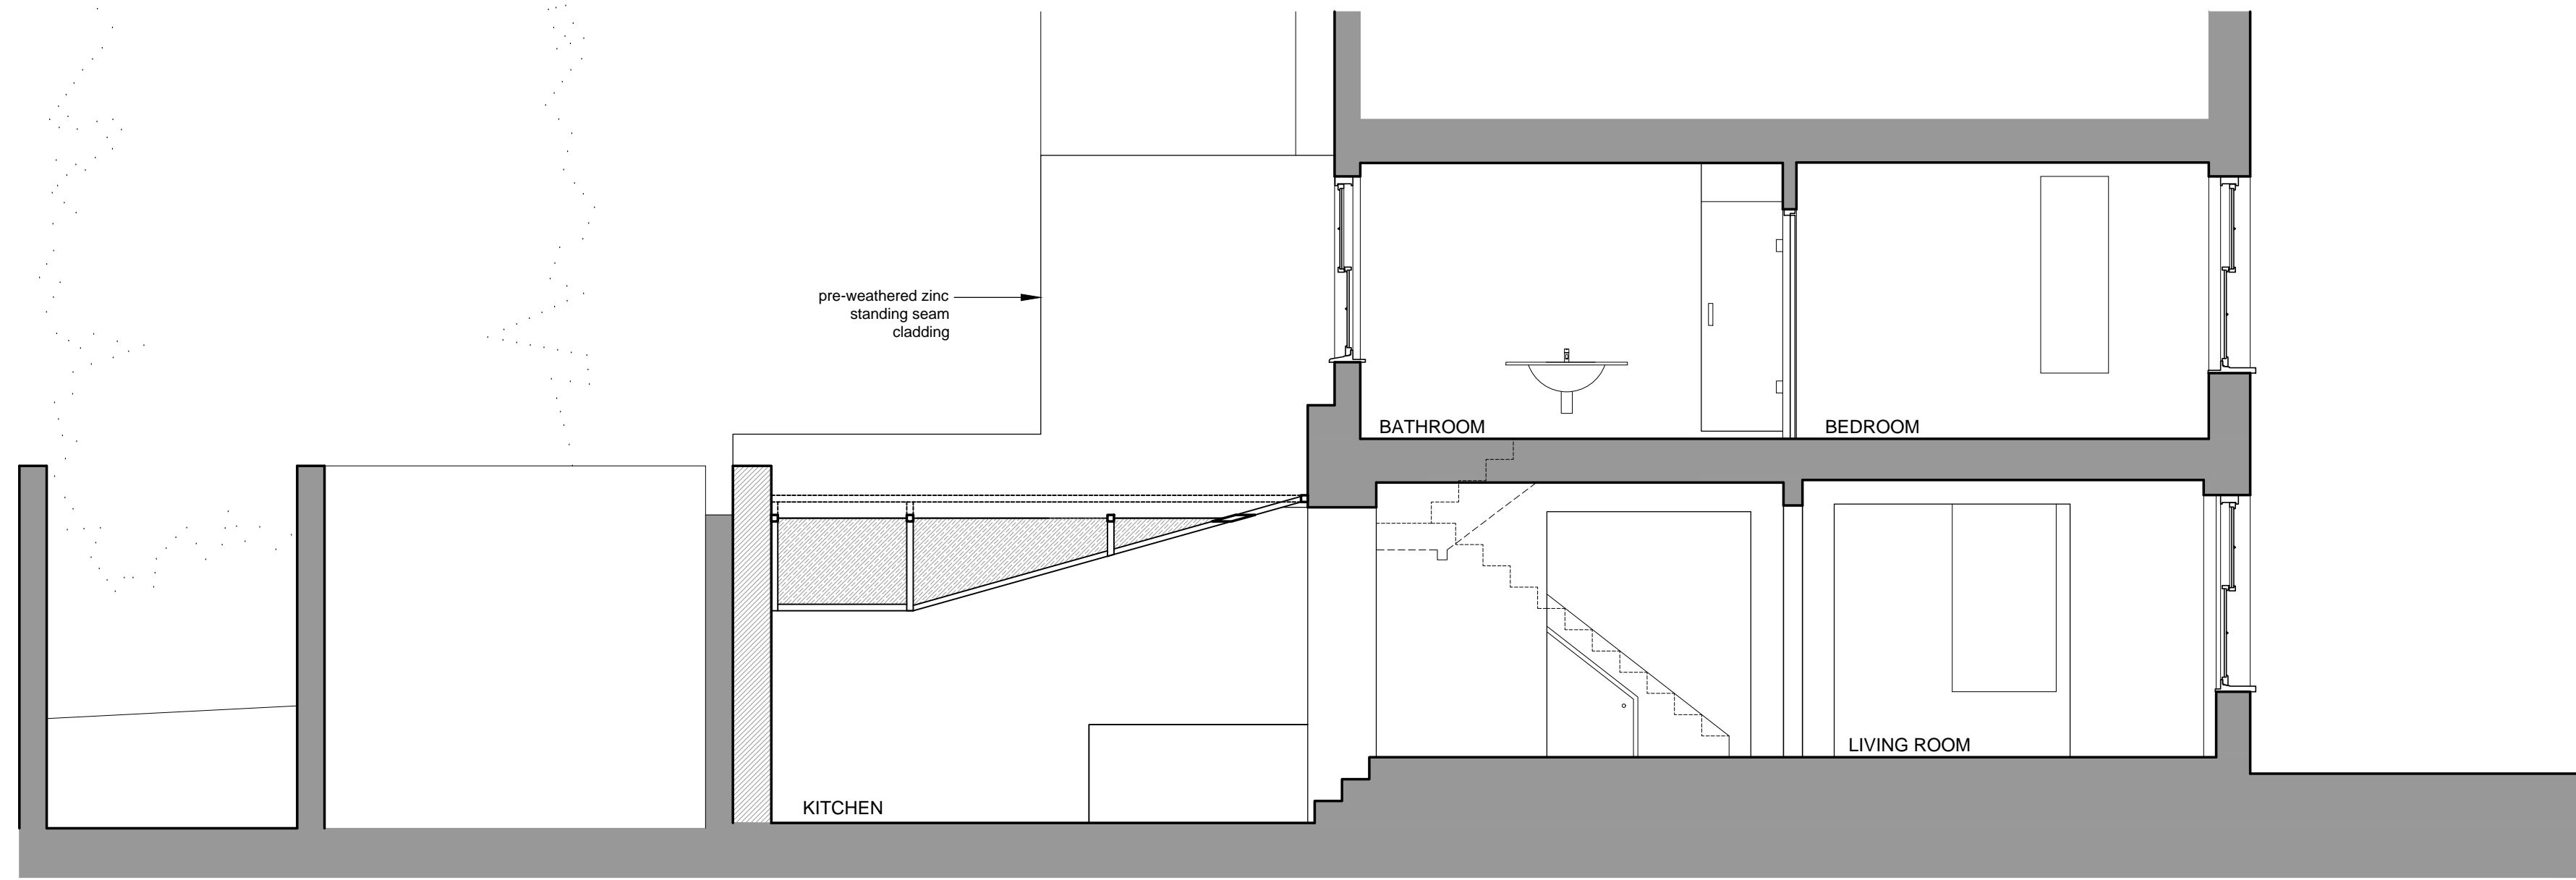 pre-weathered zinc
standing seam
cladding
BATHROOM
BEDROOM
LIVING ROOM
KITCHEN